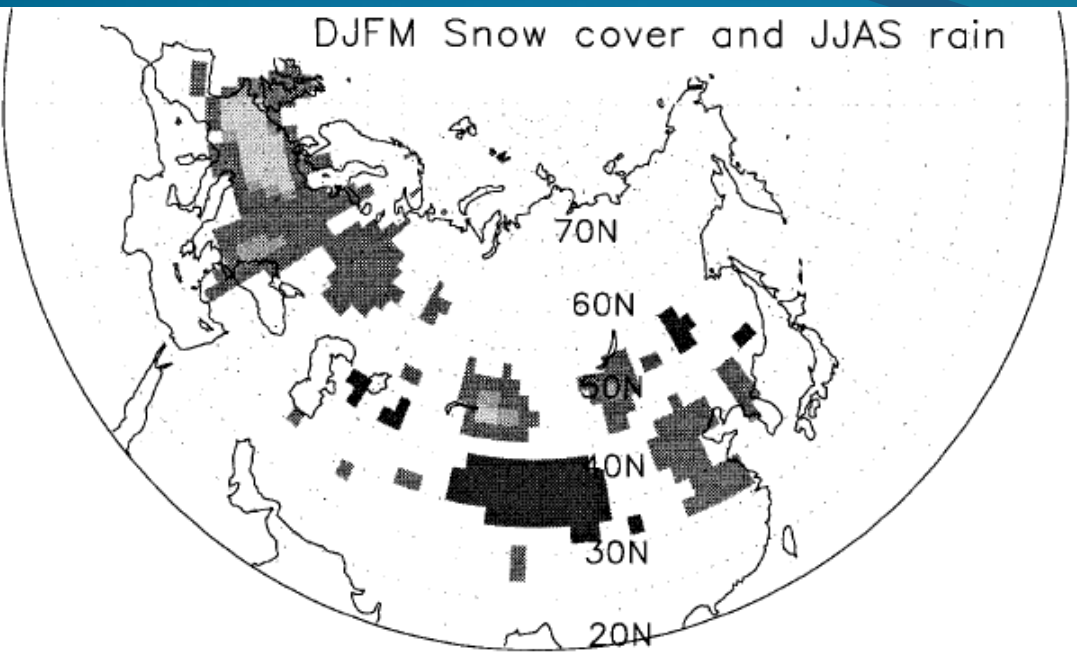 DJFM Snow cover and JJAS rain
70N
60N
50N
40N
30N
20N